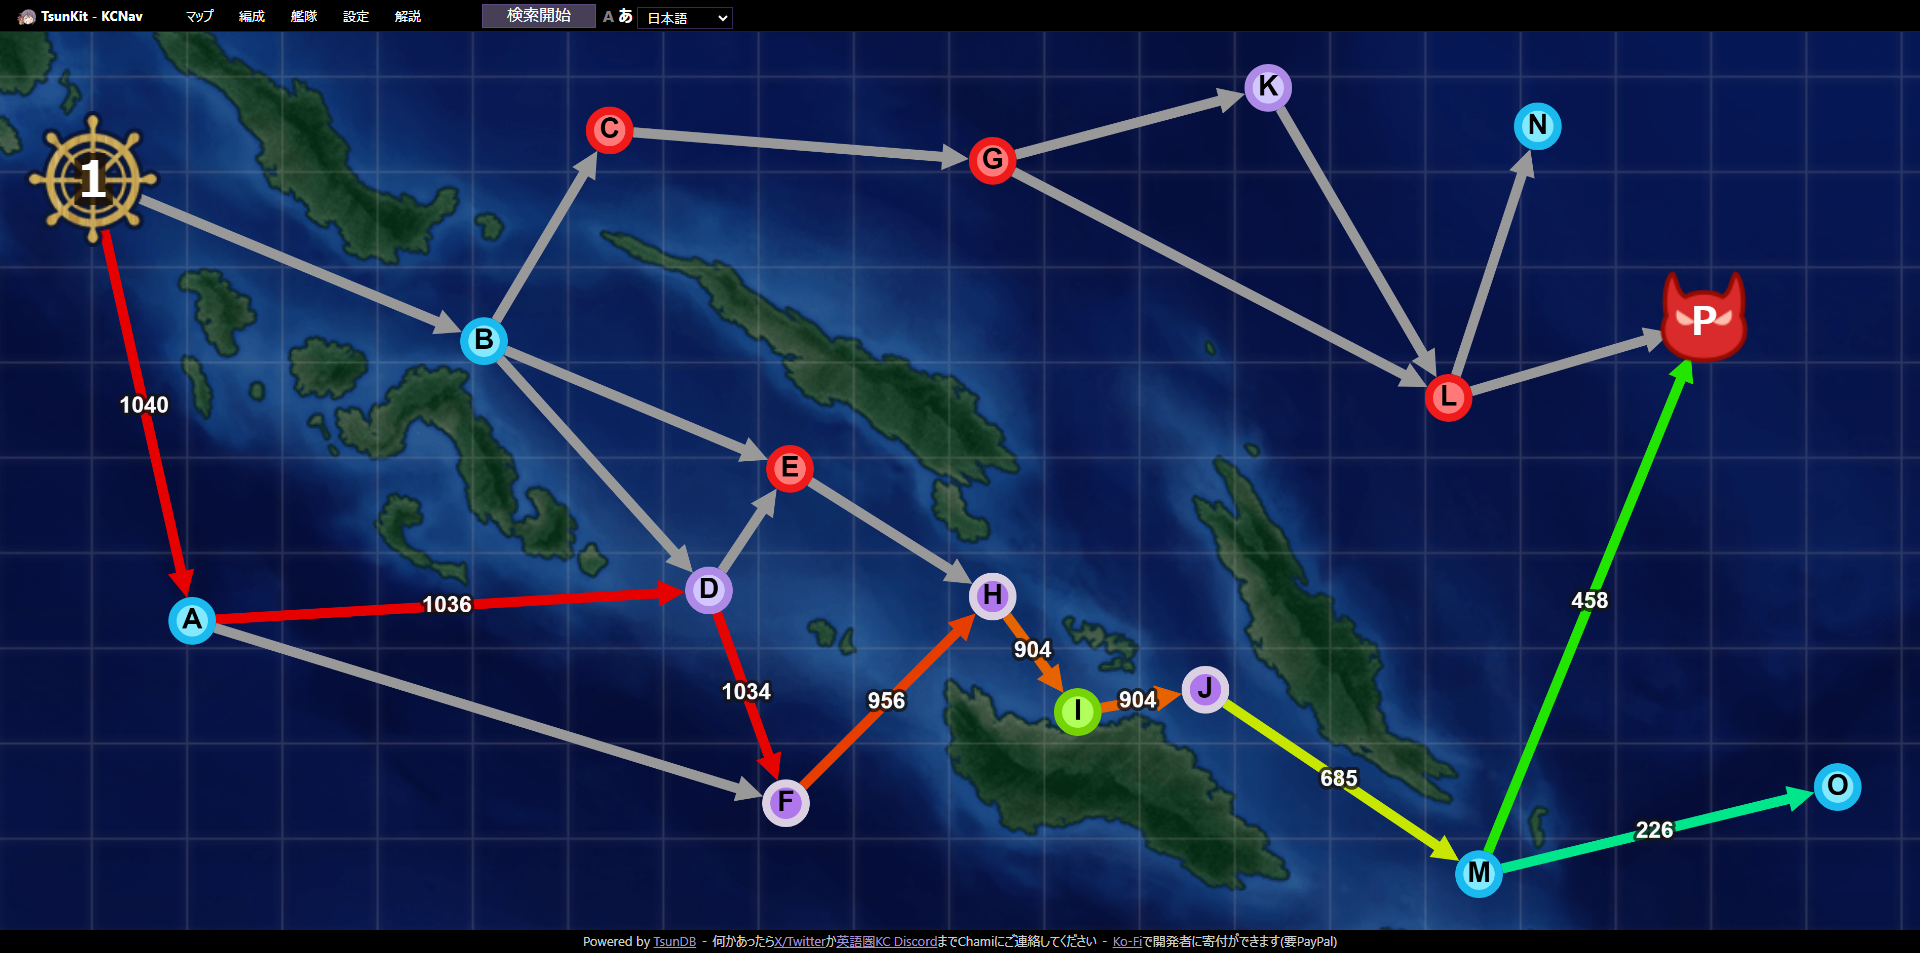 TsunKit - KCNav マップ 編成 艦隊 設定 解説 検索開始 A あ 日本語
K
C
N
G
1
P
B
L
1040
E
D
H
458
1036
A
904
1034
956
904
J
I
685
F
O
226
M
Powered by TsunDB - 何かあったらX/Twitterか英語圏KC DiscordまでChamiにご連絡してください - Ko-Fiで開発者に寄付ができます(要PayPal)